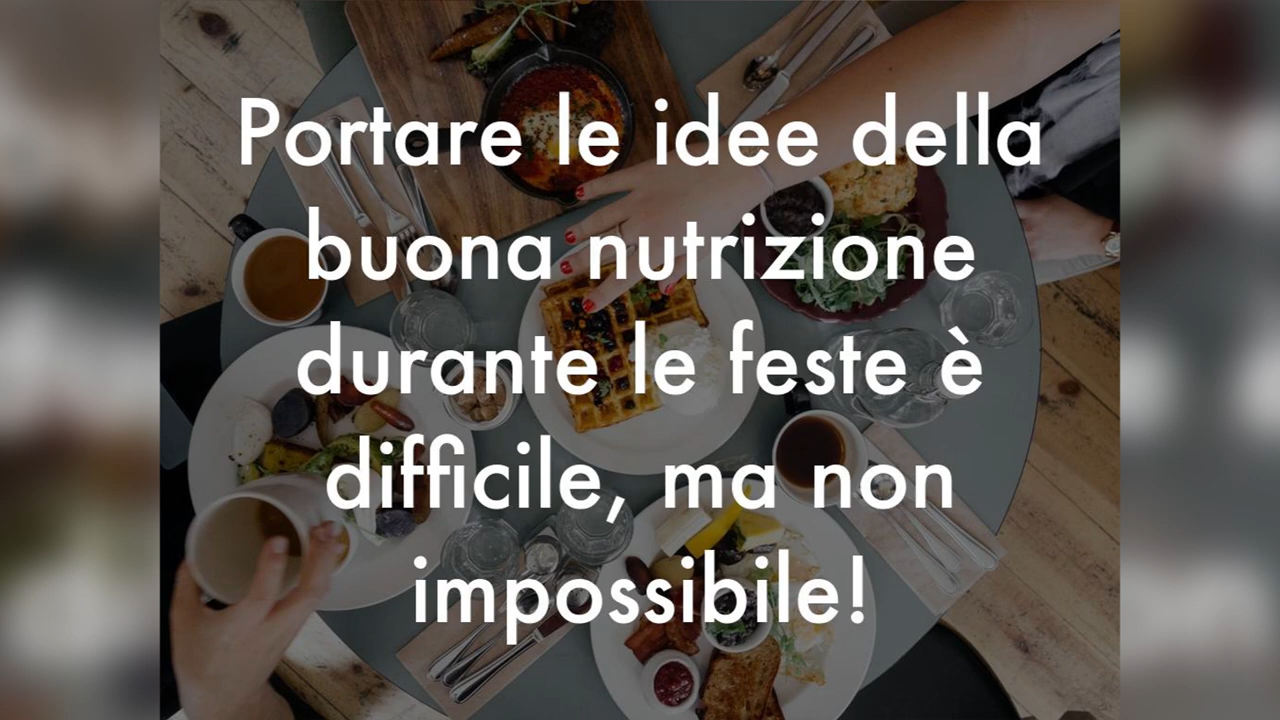 Portare le idee della
buona nutrizione
durante le feste è
difficile, ma non
impossibile!